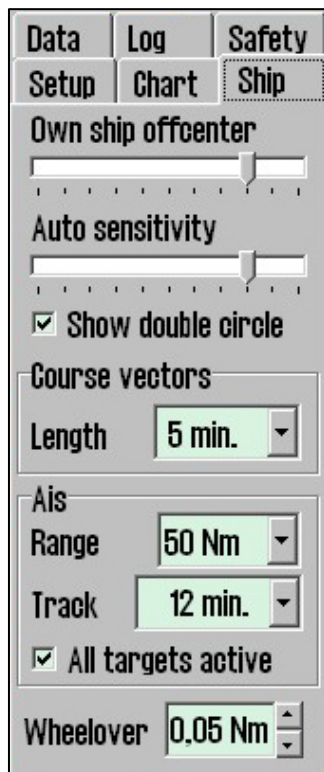 Data Log Safety
Setup Chart Ship
Own ship offcenter
Auto sensitivity
Show double circle
Course vectors
Length 5 min.
Ais
Range 50 Nm
Track 12 min.
All targets active
Wheelover 0,05 Nm